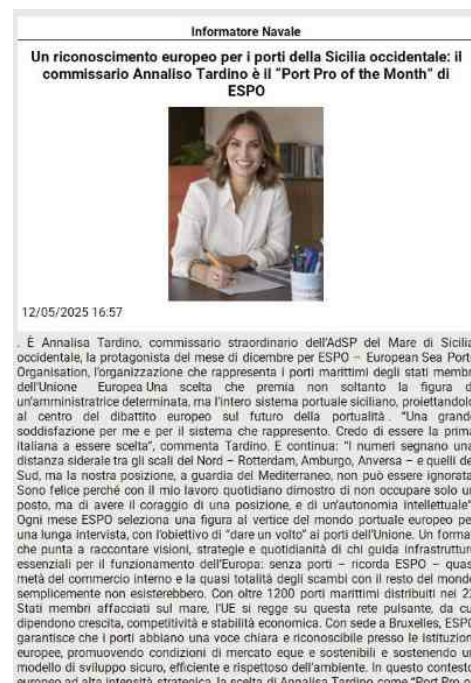 Informatore Navale
Un riconoscimento europeo per i porti della Sicilia occidentale: il
commissario Annaliso Tardino è il "Port Pro of the Month" di
ESPO
12/05/2025 16:57
. È Annalisa Tardino, commissario straordinario dell'AdSP del Mare di Sicilia
occidentale, la protagonista del mese di dicembre per ESPO – European Sea Port
Organisation, l'organizzazione che rappresenta i porti marittimi degli stati membr
dell'Unione Europea Una scelta che premia non soltanto la figura d
un'amministratrice determinata, ma l'intero sistema portuale siciliano, proiettandolo
al centro del dibattito europeo sul futuro della portualità . "Una grande
soddisfazione per me e per il sistema che rappresento. Credo di essere la prima
italiana a essere scelta", commenta Tardino. E continua: "I numeri segnano una
distanza siderale tra gli scali del Nord – Rotterdam, Amburgo, Anversa – e quelli de
Sud, ma la nostra posizione, a guardia del Mediterraneo, non può essere ignorata
Sono felice perché con il mio lavoro quotidiano dimostro di non occupare solo un
posto, ma di avere il coraggio di una posizione, e di un'autonomia intellettuale"
Ogni mese ESPO seleziona una figura al vertice del mondo portuale europeo per
una lunga intervista, con l'obiettivo di "dare un volto" ai porti dell'Unione. Un format
che punta a raccontare visioni, strategie e quotidianità di chi guida infrastrutture
essenziali per il funzionamento dell'Europa: senza porti – ricorda ESPO – quasi
metà del commercio interno e la quasi totalità degli scambi con il resto del mondo
semplicemente non esisterebbero. Con oltre 1200 porti marittimi distribuiti nei 22
Stati membri affacciati sul mare, l'UE si regge su questa rete pulsante, da cu
dipendono crescita, competitività e stabilità economica. Con sede a Bruxelles, ESPO
garantisce che i porti abbiano una voce chiara e riconoscibile presso le istituzion
europee, promuovendo condizioni di mercato eque e sostenibili e sostenendo un
modello di sviluppo sicuro, efficiente e rispettoso dell'ambiente. In questo contesto
europeo ad alta intensità strategica, la scelta di Annalisa Tardino come "Port Pro o